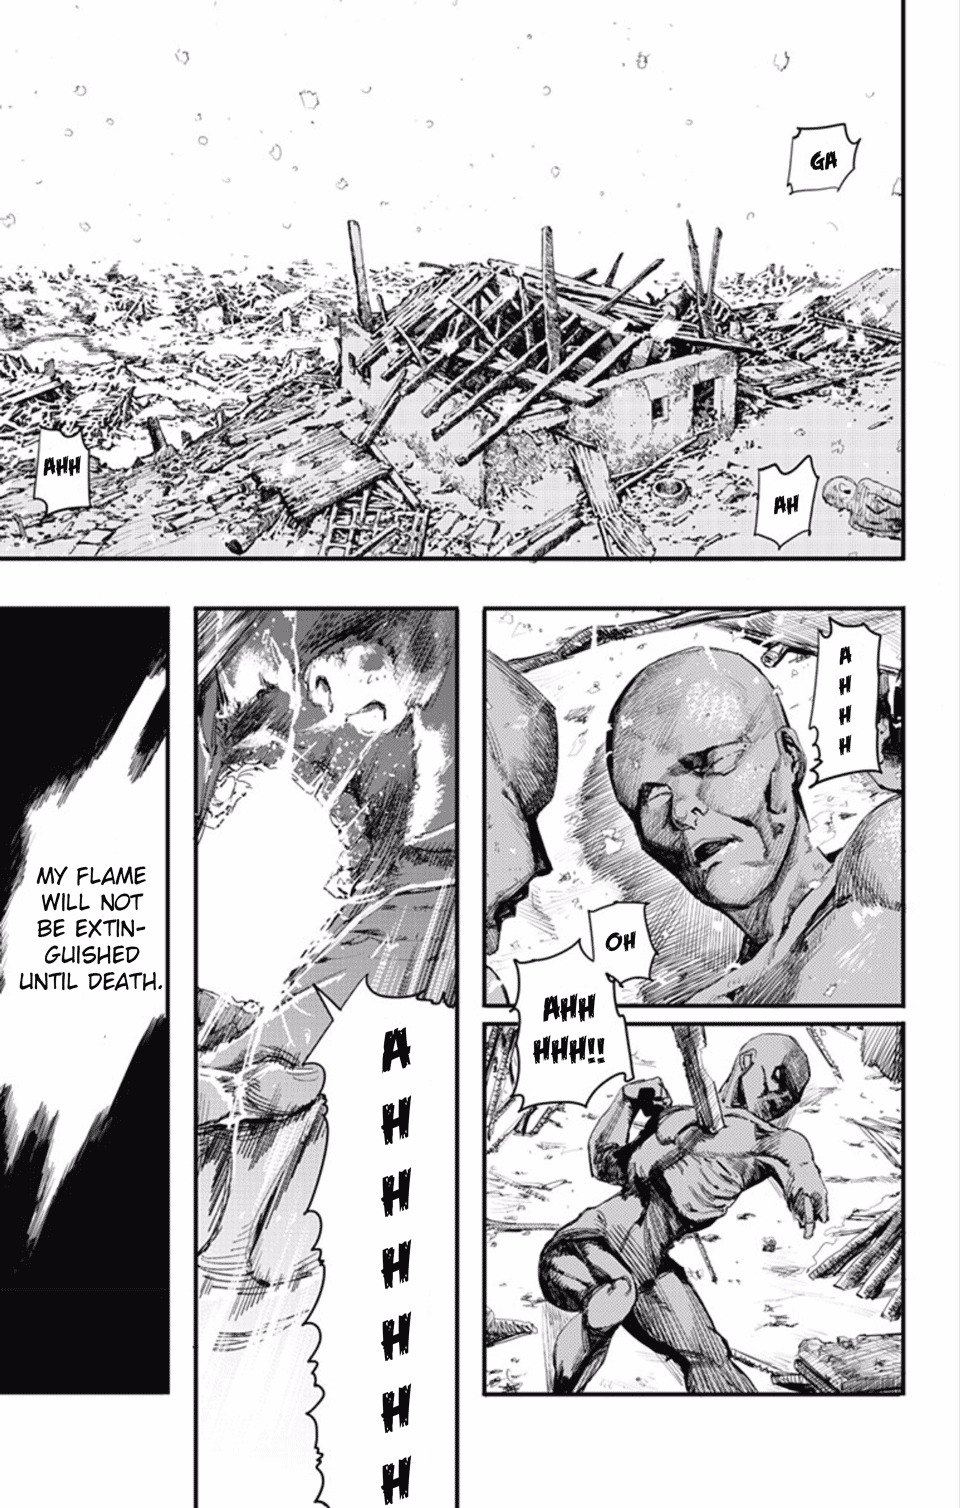 GA
AH
AHH
A
H
H
H
OH
AHH
HHH!!
A
H
H
H
H
H
H
MY FLAME
WILL NOT
BE EXTIN-
GUISHED
UNTIL DEATH.